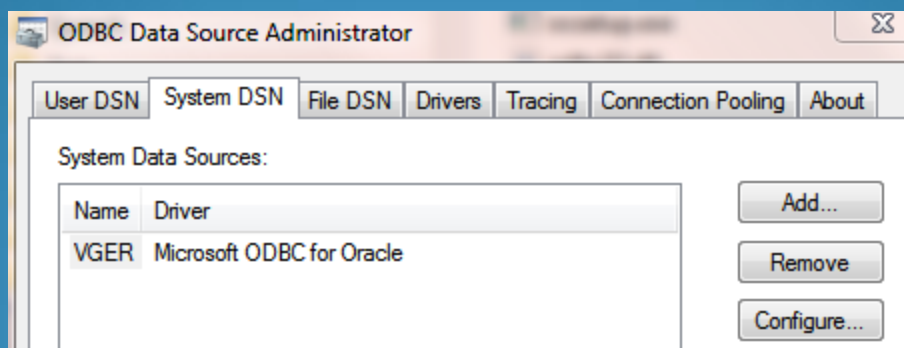 ODBC Data Source Administrator
User DSN System DSN File DSN Drivers Tracing Connection Pooling About
System Data Sources:
Name Driver
VGER Microsoft ODBC for Oracle
Add...
Remove
Configure...